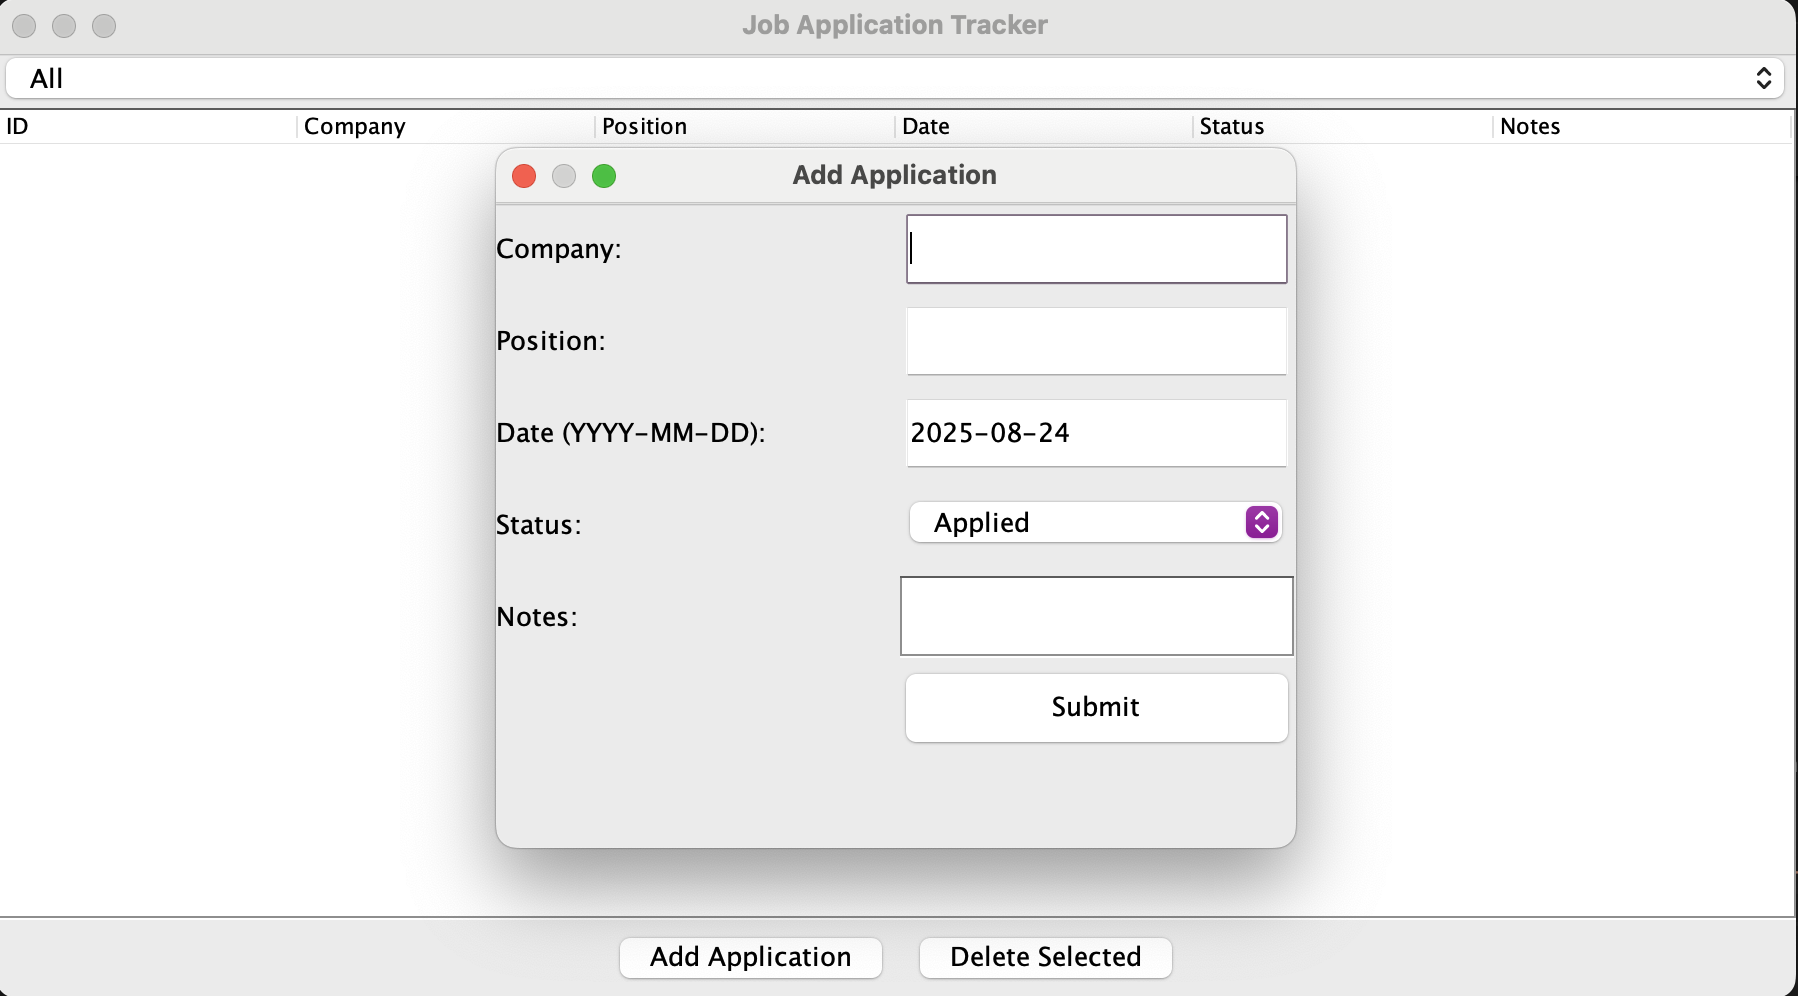 Job Application Tracker
All
ID Company Position Date Status Notes
Add Application
Company:
Position:
Date (YYYY-MM-DD): 2025-08-24
Status: Applied
Notes:
Submit
Add Application Delete Selected